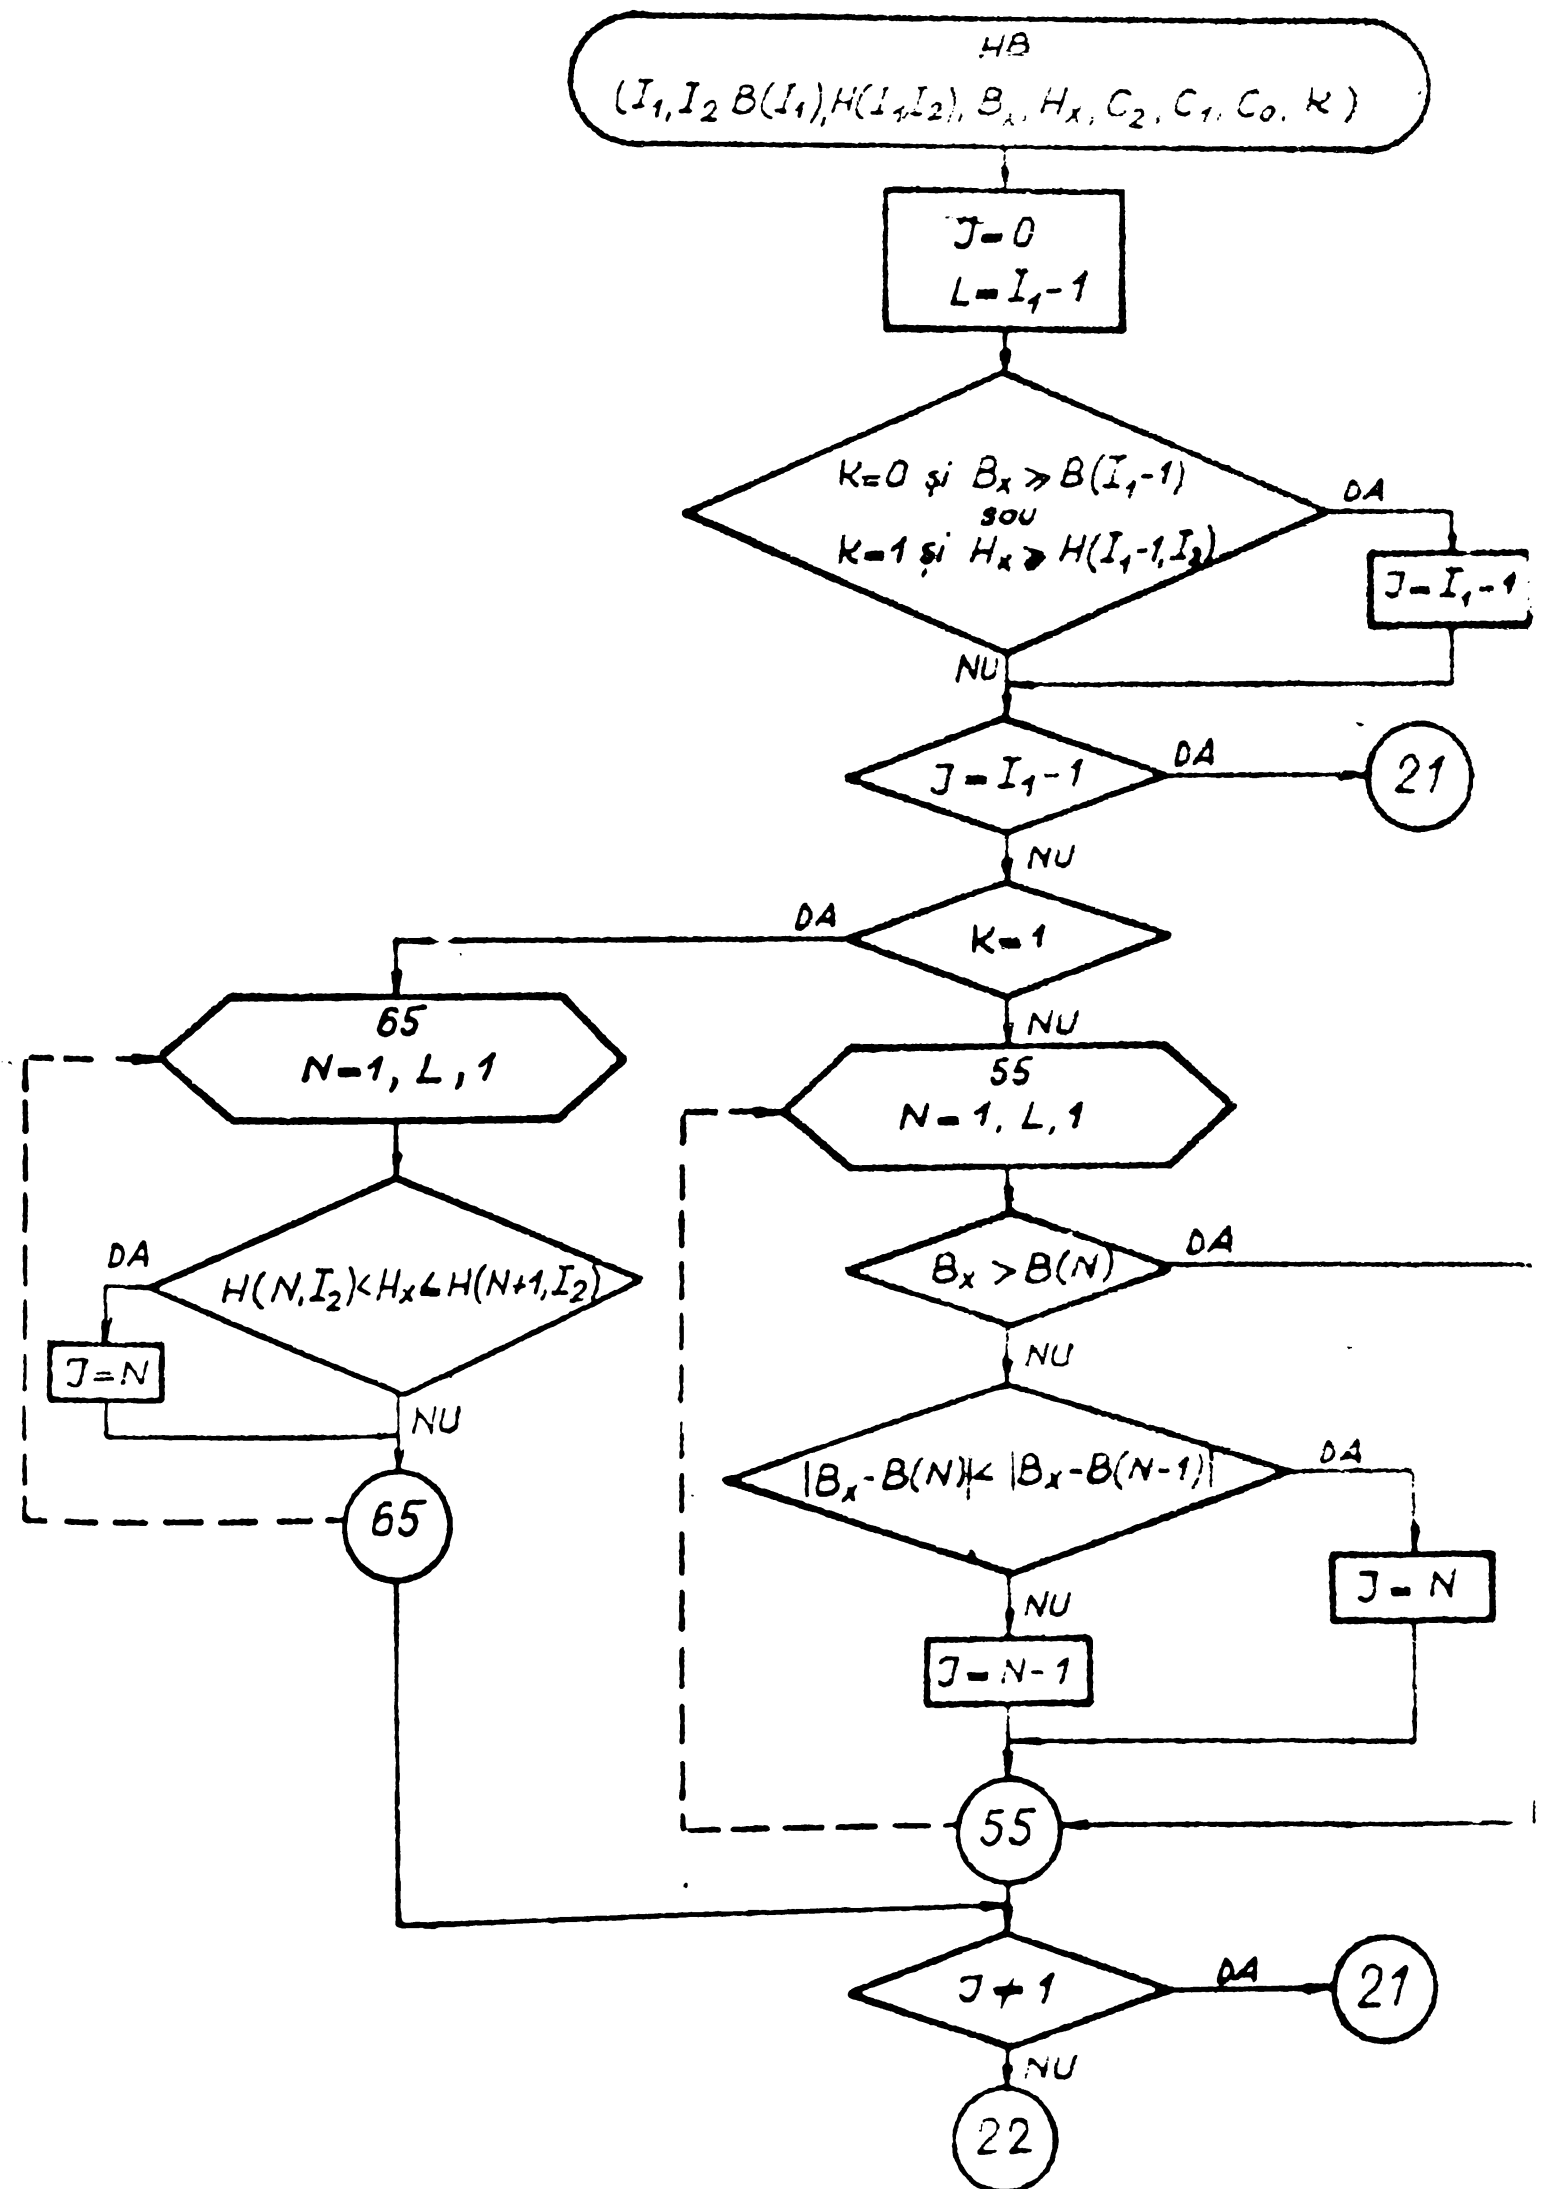 HB
(I₁, I₂ B(I₁), H(I₁I₂), Bₓ, Hₓ, C₂, C₁, C₀, K)
J=0
L=I₁-1
K=0 şi Bₓ ⩾ B(I₁-1)
sau
K=1 şi Hₓ ⩾ H(I₁-1,I₂)
DA
J=I₁-1
NU
J=I₁-1
DA
21
NU
K=1
DA
NU
65
N=1, L, 1
55
N=1, L, 1
H(N,I₂)<Hₓ≤H(N+1,I₂)
DA
J=N
NU
65
Bₓ > B(N)
DA
NU
|Bₓ-B(N)|< |Bₓ-B(N-1)|
DA
J=N
NU
J=N-1
55
J≠1
DA
21
NU
22